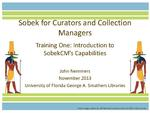 Sobek for Curators and Collection
Managers
Training One: Introduction to
SobekCM's Capabilities
John Nemmers
November 2013
University of Florida George A. Smathers Libraries